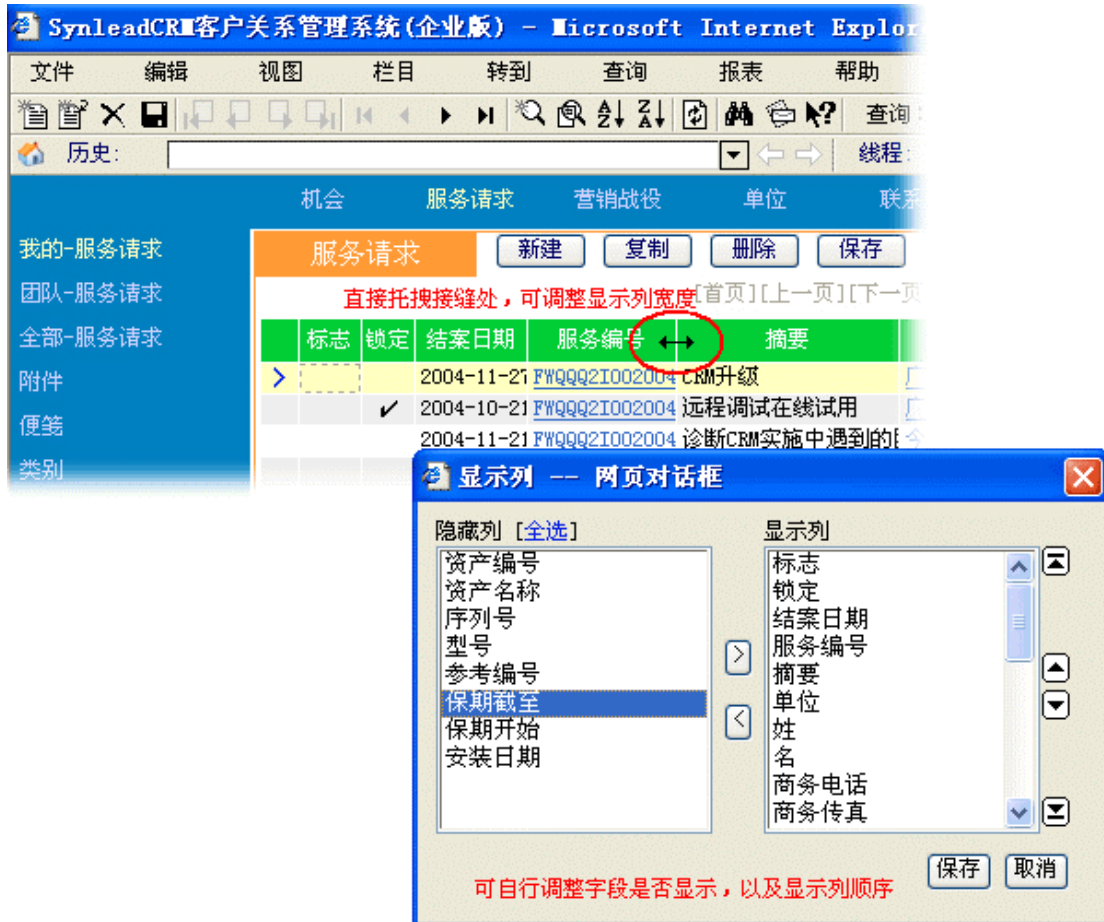 SynleadCRM客户关系管理系统(企业版) - Microsoft Internet Explor
文件 编辑 视图 栏目 转到 查询 报表 帮助
查询:
历史: 线程:
机会 服务请求 营销战役 单位 联系
我的-服务请求
团队-服务请求
全部-服务请求
附件
便笺
类别
服务请求 新建 复制 删除 保存
直接托拽接缝处，可调整显示列宽度 [首页][上一页][下一页
标志 锁定 结案日期 服务编号 摘要
2004-11-27 FWQQQ2I002004 CRM升级 广
✔ 2004-10-21 FWQQQ2I002004 远程调试在线试用 广
2004-11-21 FWQQQ2I002004 诊断CRM实施中遇到的 今
显示列 -- 网页对话框
隐藏列 [全选]
资产编号
资产名称
序列号
型号
参考编号
保期截至
保期开始
安装日期
显示列
标志
锁定
结案日期
服务编号
摘要
单位
姓
名
商务电话
商务传真
保存 取消
可自行调整字段是否显示，以及显示列顺序